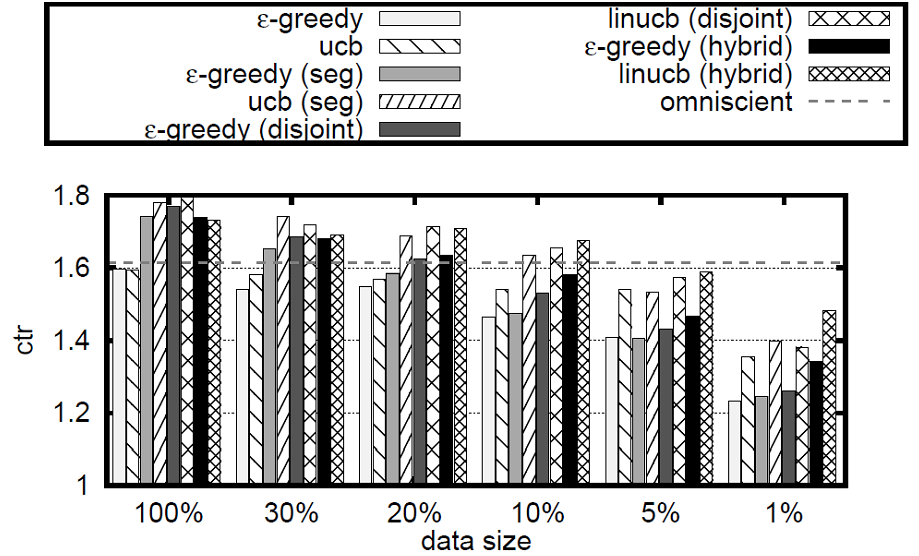 ε-greedy
ucb
ε-greedy (seg)
ucb (seg)
ε-greedy (disjoint)
linucb (disjoint)
ε-greedy (hybrid)
linucb (hybrid)
omniscient
1.8
1.6
1.4
1.2
1
ctr
100% 30% 20% 10% 5% 1%
data size